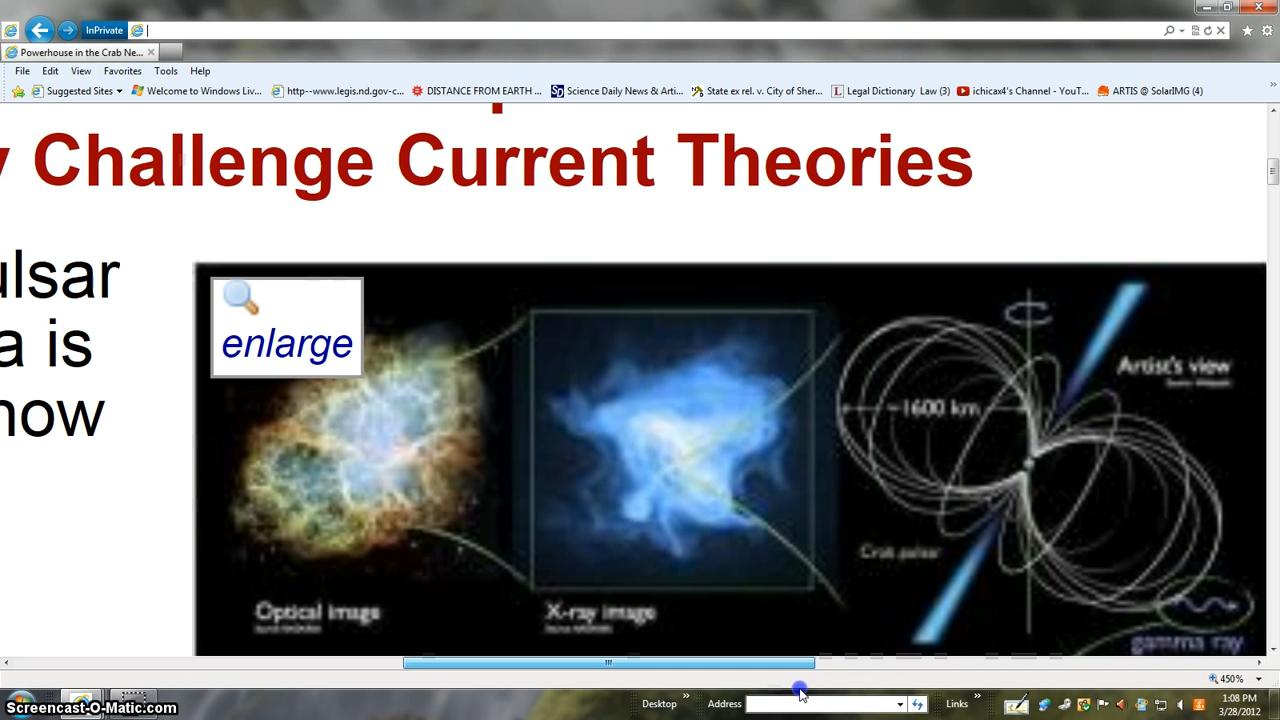 InPrivate
Powerhouse in the Crab Ne...
File Edit View Favorites Tools Help
Suggested Sites Welcome to Windows Liv... http--www.legis.nd.gov-c... DISTANCE FROM EARTH ... Science Daily News & Arti... State ex rel. v. City of Sher... Legal Dictionary Law (3) ichicax4's Channel - YouT... ARTIS @ SolarIMG (4)
y Challenge Current Theories
ulsar
a is
now
enlarge
Artist's view
~1600 km
Crab pulsar
Optical image
X-ray image
gamma ray
450%
Desktop Address Links
1:08 PM
3/28/2012
Screencast-O-Matic.com